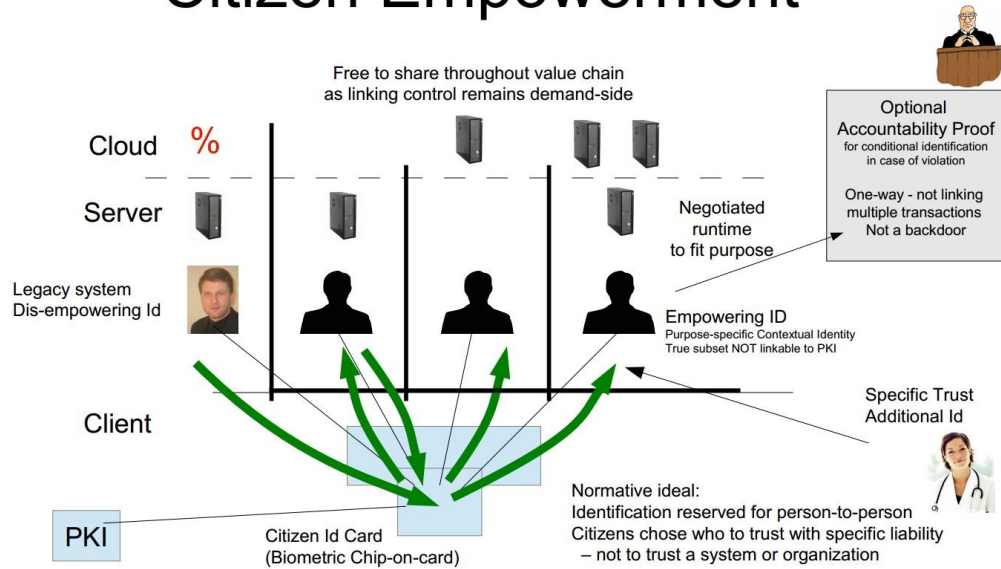 Citizen Empowerment
Free to share throughout value chain
as linking control remains demand-side
Cloud
%
Server
Negotiated
runtime
to fit purpose
Optional
Accountability Proof
for conditional identification
in case of violation
One-way - not linking
multiple transactions
Not a backdoor
Legacy system
Dis-empowering Id
Empowering ID
Purpose-specific Contextual Identity
True subset NOT linkable to PKI
Client
Specific Trust
Additional Id
PKI
Citizen Id Card
(Biometric Chip-on-card)
Normative ideal:
Identification reserved for person-to-person
Citizens chose who to trust with specific liability
– not to trust a system or organization